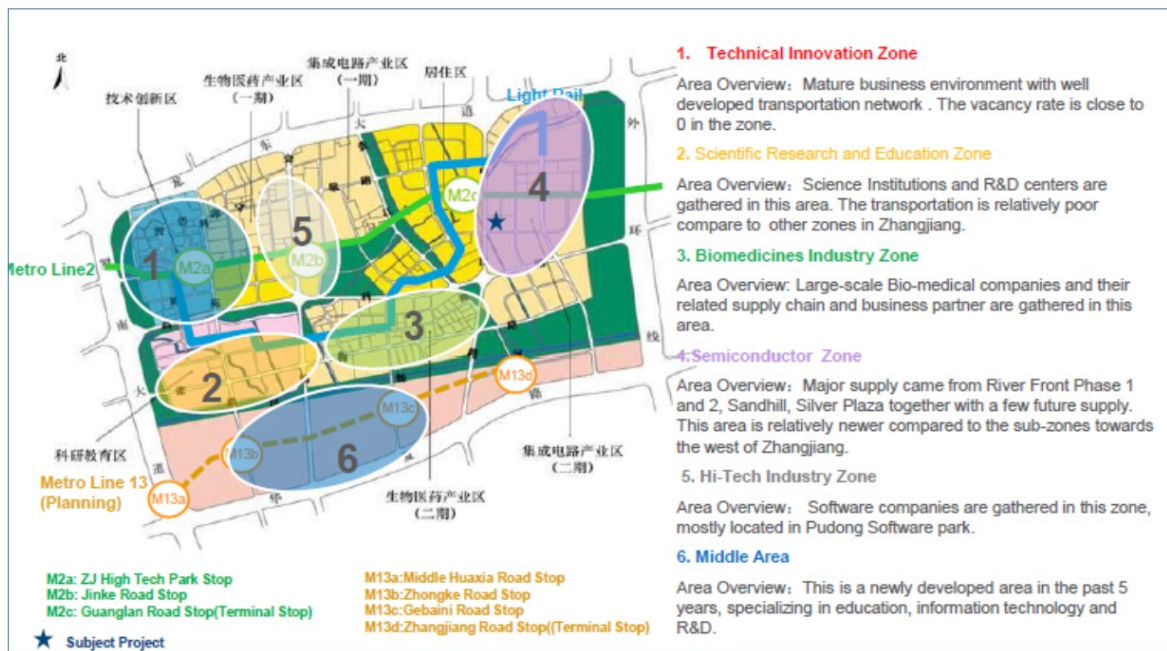 北
集成电路产业区
(一期)
生物医药产业区
(一期)
居住区
技术创新区
Light Rail
大
道
外
东
龙
环
线
M2c
4
5
M2b
1
M2a
Metro Line2
南
3
2
大
道
M13d
路
M13c
M13b
6
科研教育区
Metro Line 13
(Planning)
M13a
华
集成电路产业区
(二期)
生物医药产业区
(二期)
M2a: ZJ High Tech Park Stop
M2b: Jinke Road Stop
M2c: Guanglan Road Stop(Terminal Stop)
M13a:Middle Huaxia Road Stop
M13b:Zhongke Road Stop
M13c:Gebaini Road Stop
M13d:Zhangjiang Road Stop((Terminal Stop)
Subject Project
1. Technical Innovation Zone
Area Overview：Mature business environment with well
developed transportation network . The vacancy rate is close to
0 in the zone.
2. Scientific Research and Education Zone
Area Overview：Science Institutions and R&D centers are
gathered in this area. The transportation is relatively poor
compare to other zones in Zhangjiang.
3. Biomedicines Industry Zone
Area Overview: Large-scale Bio-medical companies and their
related supply chain and business partner are gathered in this
area.
4.Semiconductor Zone
Area Overview：Major supply came from River Front Phase 1
and 2, Sandhill, Silver Plaza together with a few future supply.
This area is relatively newer compared to the sub-zones towards
the west of Zhangjiang.
5. Hi-Tech Industry Zone
Area Overview： Software companies are gathered in this zone,
mostly located in Pudong Software park.
6. Middle Area
Area Overview：This is a newly developed area in the past 5
years, specializing in education, information technology and
R&D.